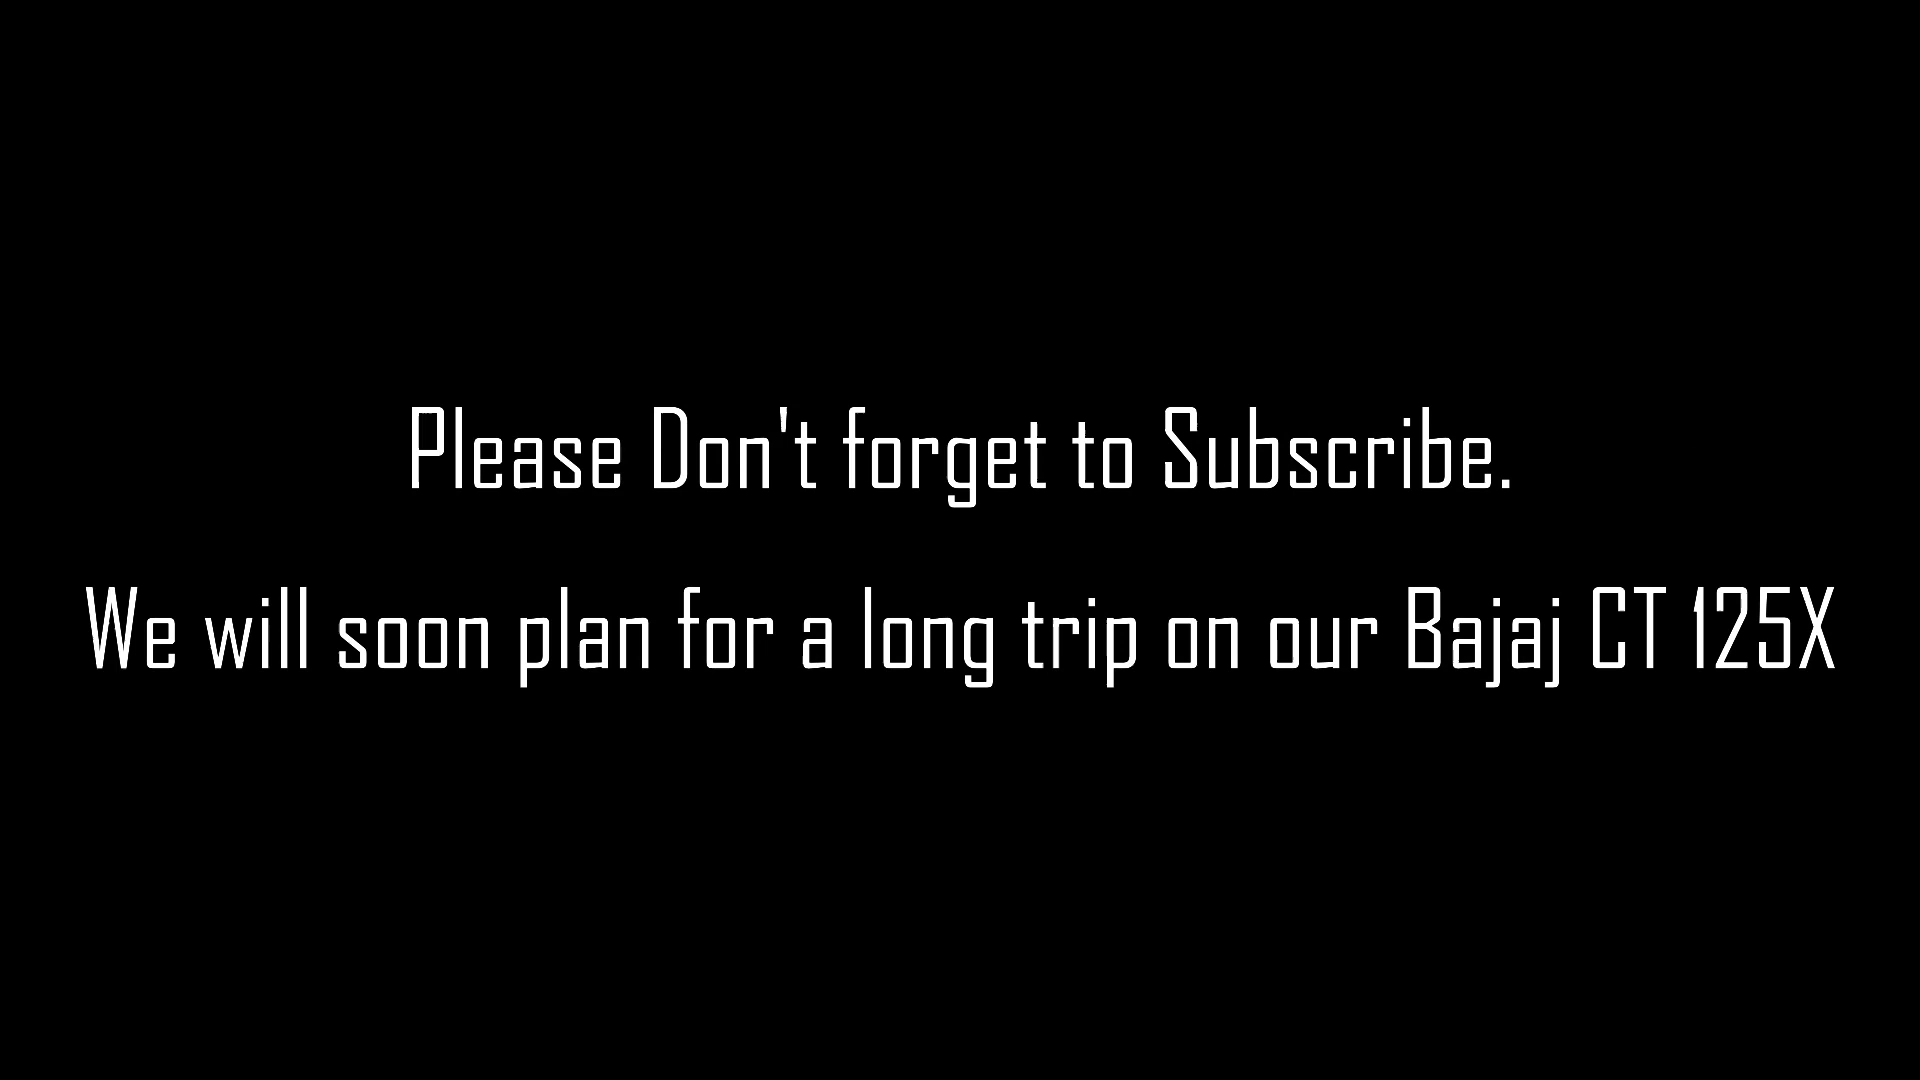 Please Don't forget to Subscribe.
We will soon plan for a long trip on our Bajaj CT 125X